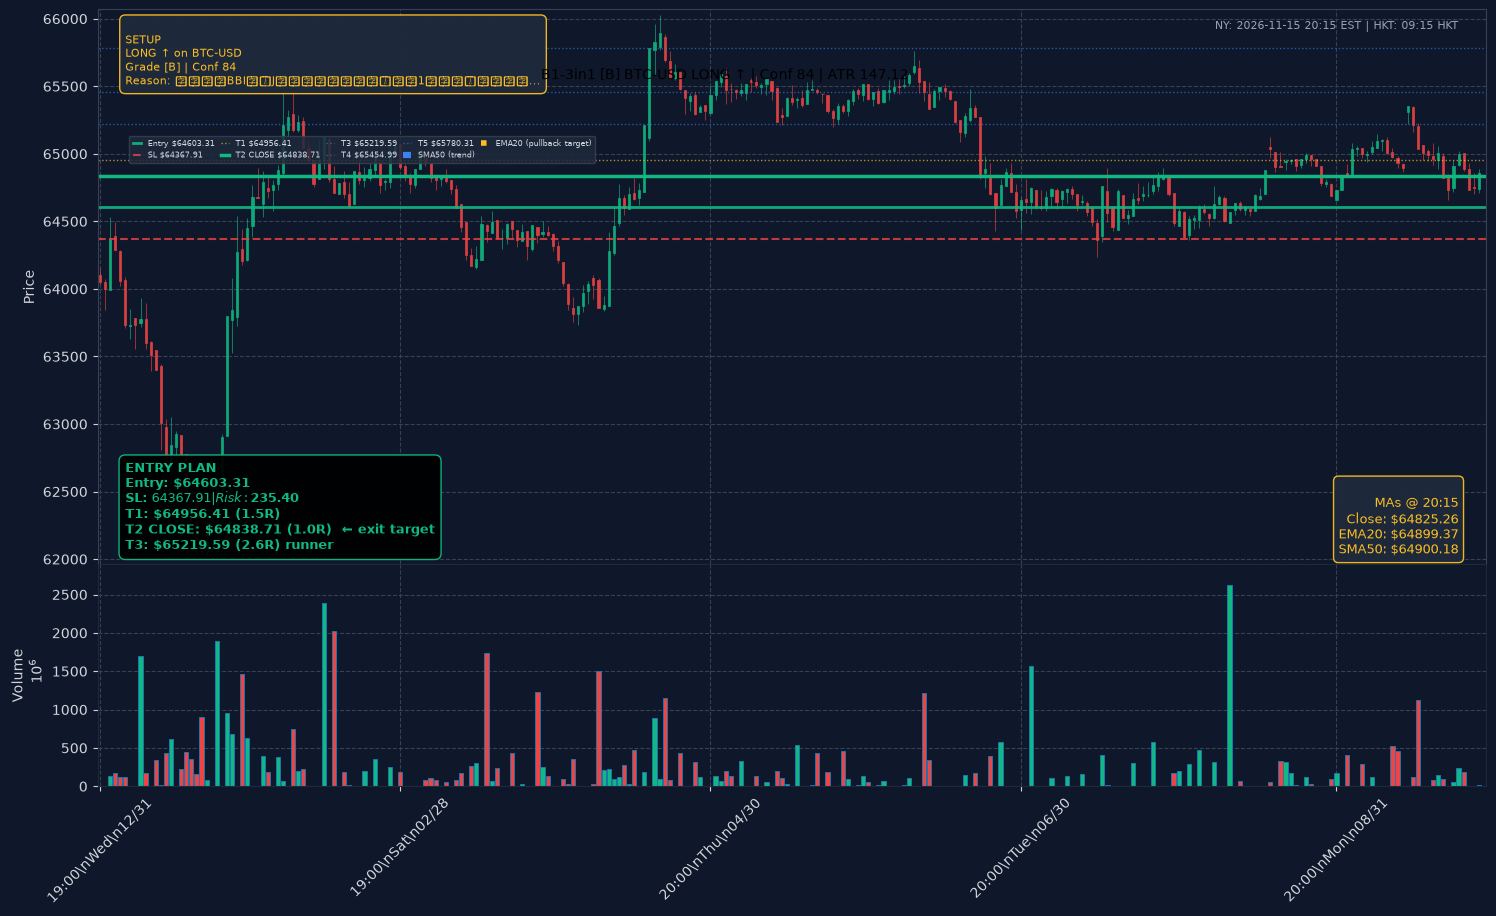 NY: 2026-11-15 20:15 EST | HKT: 09:15 HKT
SETUP
LONG ↑ on BTC-USD
Grade [B] | Conf 84
Reason:
B1-3in1 [B] BTC-USD LONG ↑ | Conf 84 | ATR 147.12
Entry $64603.31
SL $64367.91
T1 $64956.41
T2 CLOSE $64838.71
T3 $65219.59
T4 $65454.99
T5 $65780.31
SMA50 (trend)
EMA20 (pullback target)
66000
65500
65000
64500
64000
63500
63000
62500
62000
Price
ENTRY PLAN
Entry: $64603.31
SL: 64367.91|Risk:235.40
T1: $64956.41 (1.5R)
T2 CLOSE: $64838.71 (1.0R) ← exit target
T3: $65219.59 (2.6R) runner
MAs @ 20:15
Close: $64825.26
EMA20: $64899.37
SMA50: $64900.18
2500
2000
1500
1000
500
0
Volume
10⁶
19:00\nWed\n12/31
19:00\nSat\n02/28
20:00\nThu\n04/30
20:00\nTue\n06/30
20:00\nMon\n08/31